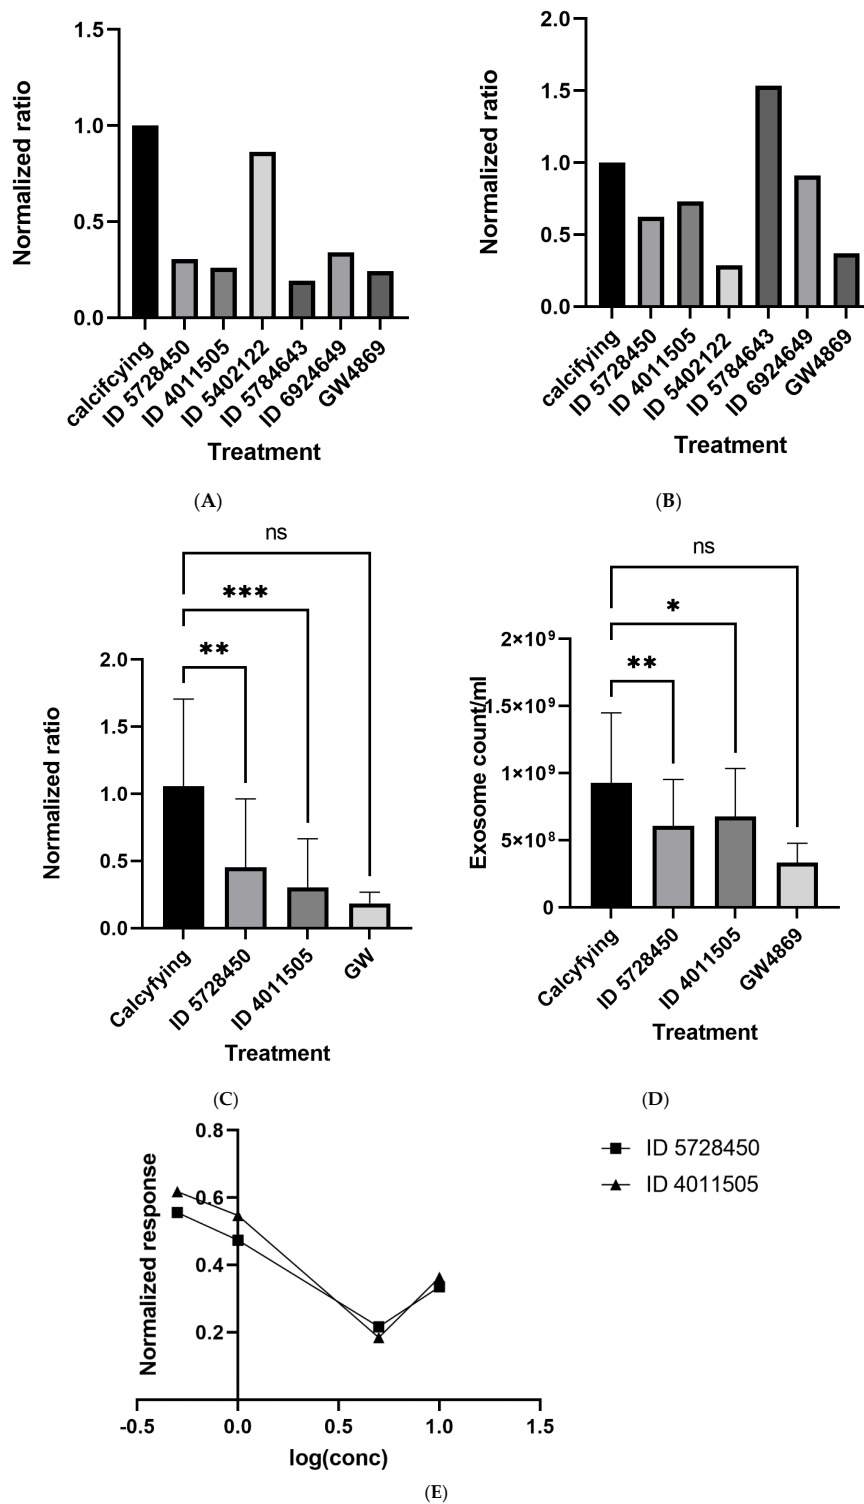 Normalized ratio
1.5
1.0
0.5
0.0
calcifcying
ID 5728450
ID 4011505
ID 5402122
ID 5784643
ID 6924649
GW4869
Treatment
(A)
Normalized ratio
2.0
1.5
1.0
0.5
0.0
calcifying
ID 5728450
ID 4011505
ID 5402122
ID 5784643
ID 6924649
GW4869
Treatment
(B)
ns
***
**
Normalized ratio
2.0
1.5
1.0
0.5
0.0
Calcyfying
ID 5728450
ID 4011505
GW
Treatment
(C)
ns
*
**
Exosome count/ml
2×10⁹
1.5×10⁹
1×10⁹
5×10⁸
0
Calcyfying
ID 5728450
ID 4011505
GW4869
Treatment
(D)
Normalized response
0.8
0.6
0.4
0.2
-0.5
0.0
0.5
1.0
1.5
log(conc)
ID 5728450
ID 4011505
(E)